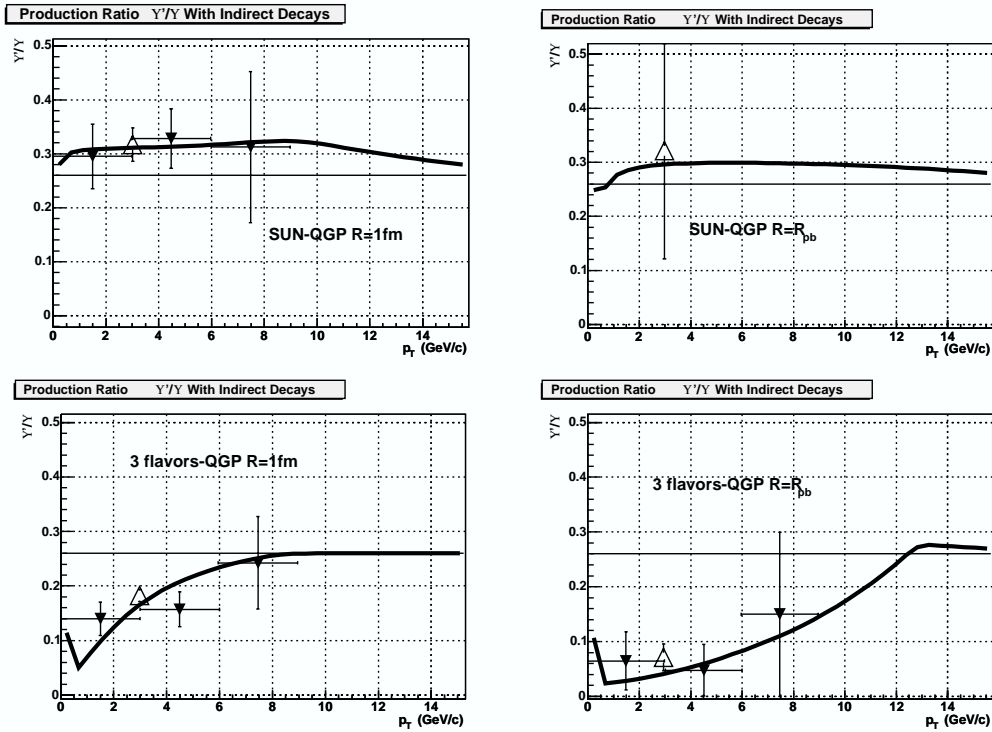 Production Ratio ϒ'/ϒ With Indirect Decays
ϒ'/ϒ
0.5
0.4
0.3
0.2
0.1
0
SUN-QGP R=1fm
0 2 4 6 8 10 12 14
p_T (GeV/c)
Production Ratio ϒ'/ϒ With Indirect Decays
ϒ'/ϒ
0.5
0.4
0.3
0.2
0.1
0
SUN-QGP R=R_pb
0 2 4 6 8 10 12 14
p_T (GeV/c)
Production Ratio ϒ'/ϒ With Indirect Decays
ϒ'/ϒ
0.5
0.4
0.3
0.2
0.1
0
3 flavors-QGP R=1fm
0 2 4 6 8 10 12 14
p_T (GeV/c)
Production Ratio ϒ'/ϒ With Indirect Decays
ϒ'/ϒ
0.5
0.4
0.3
0.2
0.1
0
3 flavors-QGP R=R_pb
0 2 4 6 8 10 12 14
p_T (GeV/c)